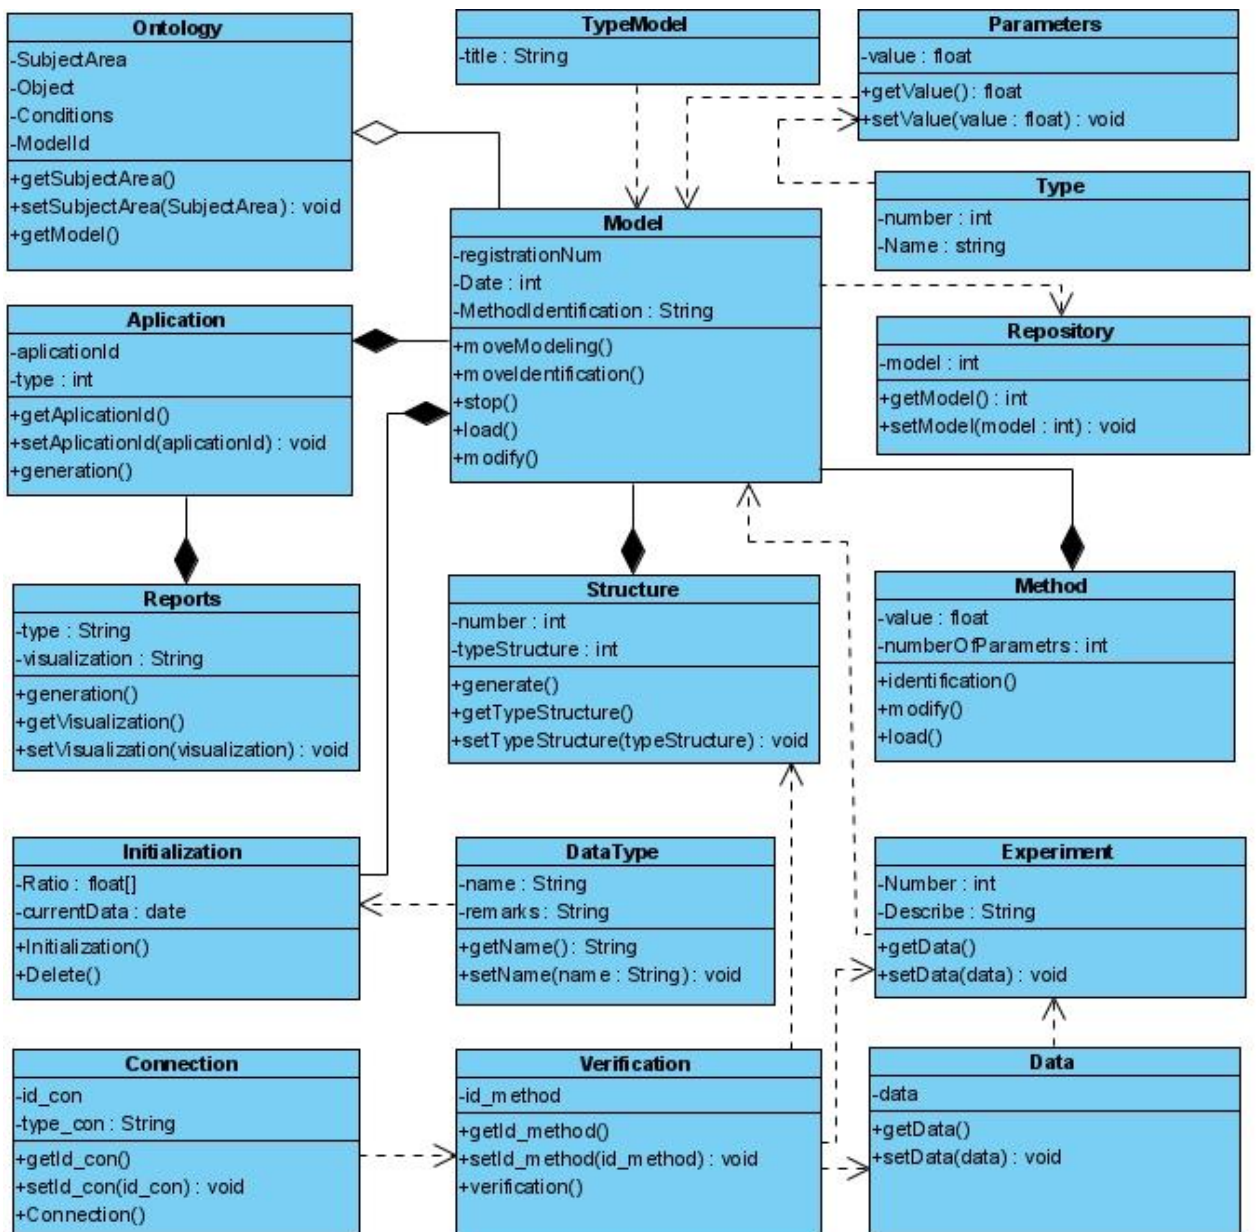 Ontology
-SubjectArea
-Object
-Conditions
-ModelId
+getSubjectArea()
+setSubjectArea(SubjectArea) : void
+getModel()
TypeModel
-title : String
Parameters
-value : float
+getValue() : float
+setValue(value : float) : void
Type
-number : int
-Name : string
Model
-registrationNum
-Date : int
-MethodIdentification : String
+moveModeling()
+moveIdentification()
+stop()
+load()
+modify()
Aplication
-aplicationId
-type : int
+getAplicationId()
+setAplicationId(aplicationId) : void
+generation()
Repository
-model : int
+getModel() : int
+setModel(model : int) : void
Reports
-type : String
-visualization : String
+generation()
+getVisualization()
+setVisualization(visualization) : void
Structure
-number : int
-typeStructure : int
+generate()
+getTypeStructure()
+setTypeStructure(typeStructure) : void
Method
-value : float
-numberOfParametrs : int
+identification()
+modify()
+load()
Initialization
-Ratio : float[]
-currentData : date
+Initialization()
+Delete()
DataType
-name : String
-remarks : String
+getName() : String
+setName(name : String) : void
Experiment
-Number : int
-Describe : String
+getData()
+setData(data) : void
Connection
-id_con
-type_con : String
+getId_con()
+setId_con(id_con) : void
+Connection()
Verification
-id_method
+getId_method()
+setId_method(id_method) : void
+verification()
Data
-data
+getData()
+setData(data) : void